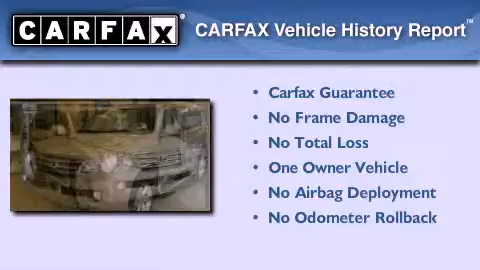 CARFAX® CARFAX Vehicle History Report™
• Carfax Guarantee
• No Frame Damage
• No Total Loss
• One Owner Vehicle
• No Airbag Deployment
• No Odometer Rollback